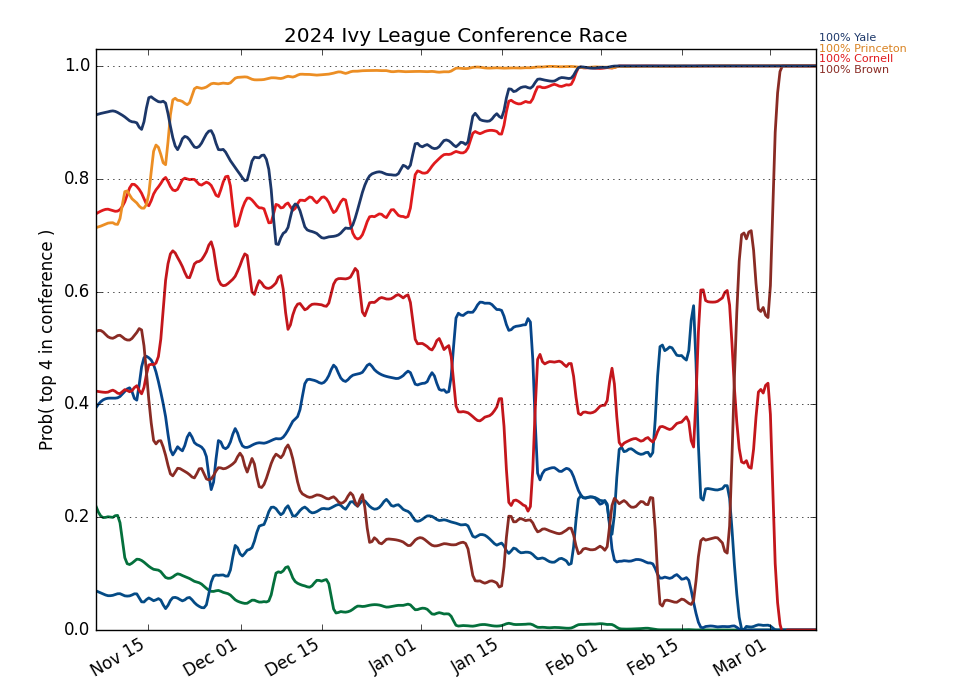 2024 Ivy League Conference Race
100% Yale
100% Princeton
100% Cornell
100% Brown
Prob( top 4 in conference )
1.0
0.8
0.6
0.4
0.2
0.0
Nov 15
Dec 01
Dec 15
Jan 01
Jan 15
Feb 01
Feb 15
Mar 01